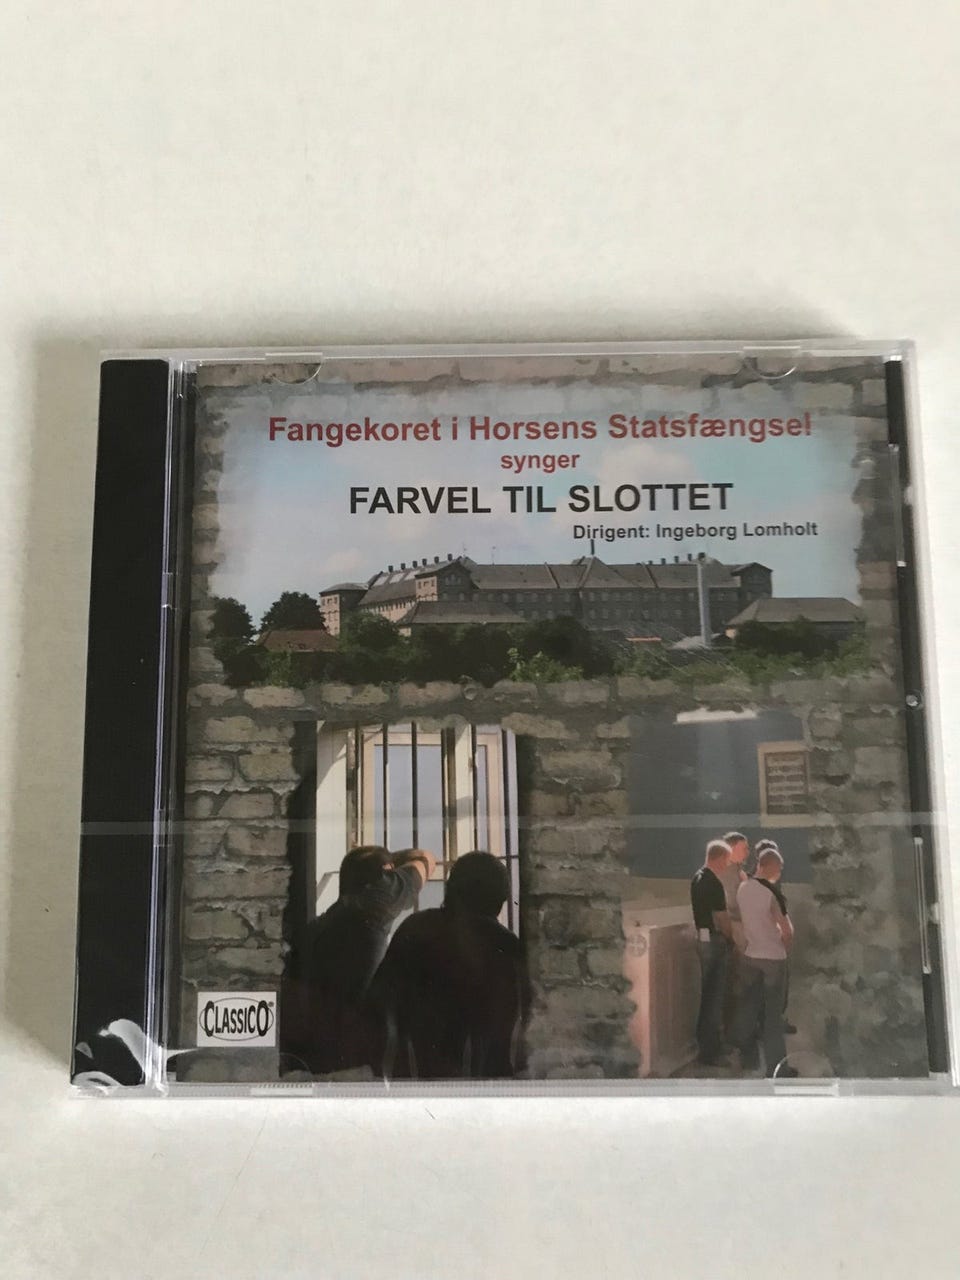 Fangekoret i Horsens Statsfængsel
synger
FARVEL TIL SLOTTET
Dirigent: Ingeborg Lomholt
CLASSICO®